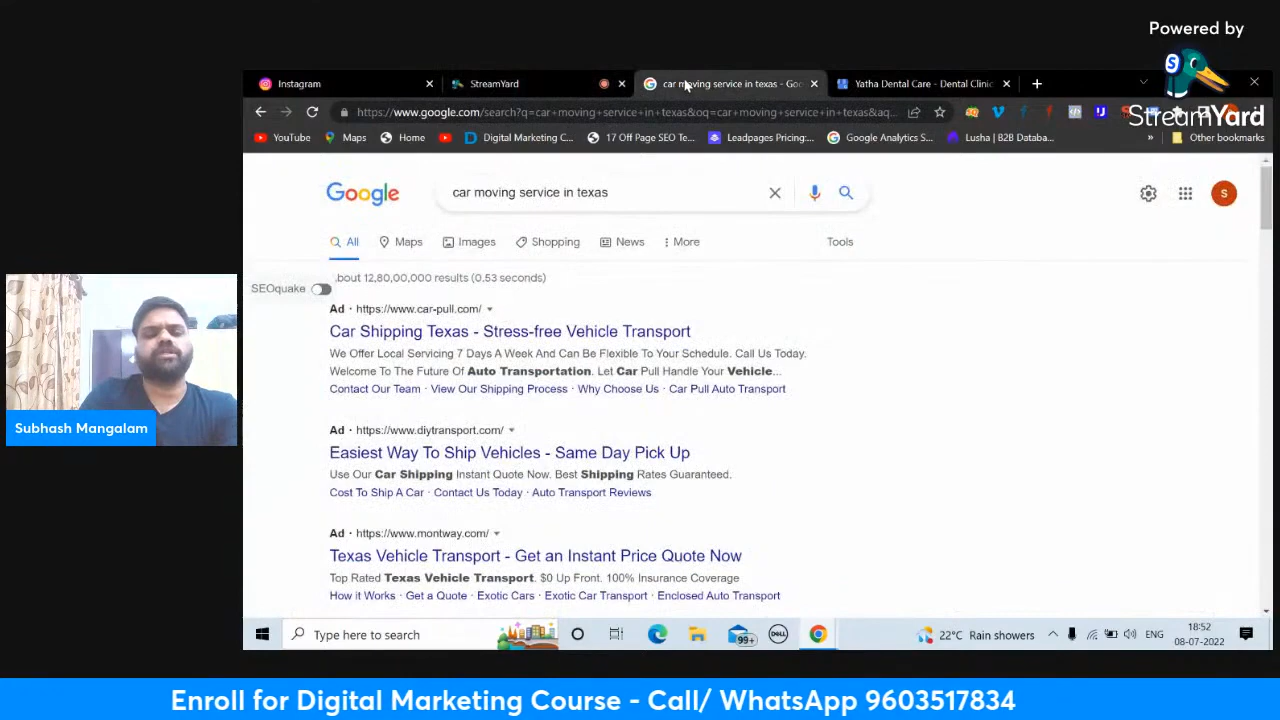 Powered by
StreamYard
Instagram
StreamYard
car moving service in texas - Goo
Yatha Dental Care - Dental Clinic
https://www.google.com/search?q=car+moving+service+in+texas&oq=car+moving+service+in+texas&aq...
YouTube
Maps
Home
Digital Marketing C...
17 Off Page SEO Te...
Leadpages Pricing:...
Google Analytics S...
Lusha | B2B Databa...
»
Other bookmarks
Google
car moving service in texas
S
All
Maps
Images
Shopping
News
More
Tools
bout 12,80,00,000 results (0.53 seconds)
SEOquake
Ad · https://www.car-pull.com/
Car Shipping Texas - Stress-free Vehicle Transport
We Offer Local Servicing 7 Days A Week And Can Be Flexible To Your Schedule. Call Us Today.
Welcome To The Future Of Auto Transportation. Let Car Pull Handle Your Vehicle...
Contact Our Team · View Our Shipping Process · Why Choose Us · Car Pull Auto Transport
Ad · https://www.diytransport.com/
Easiest Way To Ship Vehicles - Same Day Pick Up
Use Our Car Shipping Instant Quote Now. Best Shipping Rates Guaranteed.
Cost To Ship A Car · Contact Us Today · Auto Transport Reviews
Ad · https://www.montway.com/
Texas Vehicle Transport - Get an Instant Price Quote Now
Top Rated Texas Vehicle Transport. $0 Up Front. 100% Insurance Coverage
How it Works · Get a Quote · Exotic Cars · Exotic Car Transport · Enclosed Auto Transport
Subhash Mangalam
Type here to search
99+
DELL
22°C Rain showers
ENG
18:52
08-07-2022
Enroll for Digital Marketing Course - Call/ WhatsApp 9603517834